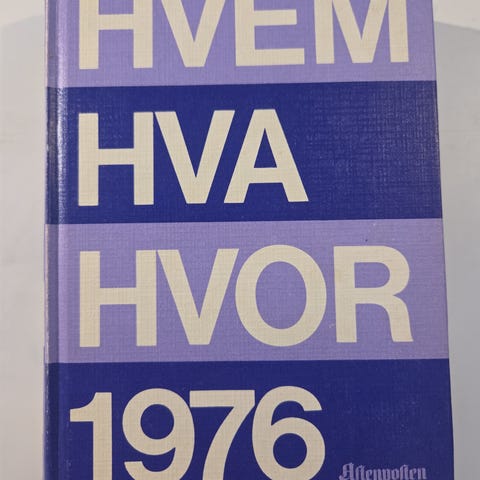 HVEM
HVA
HVOR
1976
Aftenposten